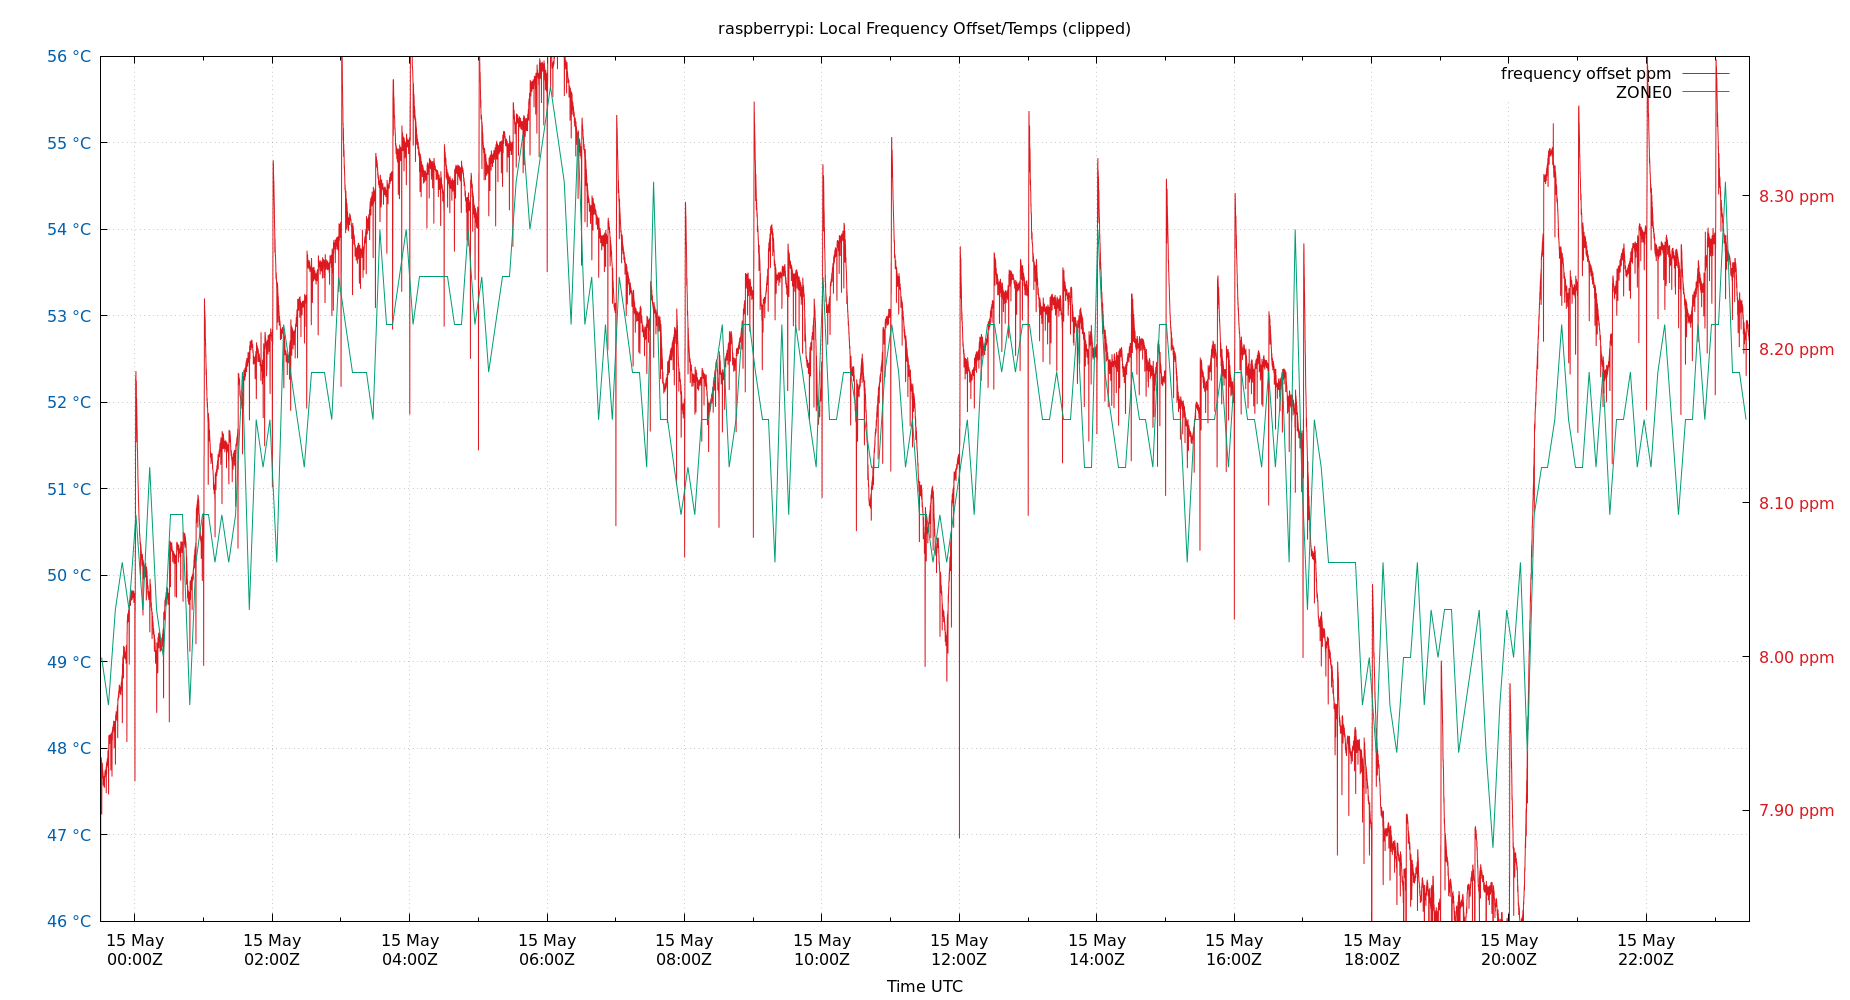 raspberrypi: Local Frequency Offset/Temps (clipped)
56 °C
55 °C
54 °C
53 °C
52 °C
51 °C
50 °C
49 °C
48 °C
47 °C
46 °C
frequency offset ppm
ZONE0
8.30 ppm
8.20 ppm
8.10 ppm
8.00 ppm
7.90 ppm
15 May
00:00Z
15 May
02:00Z
15 May
04:00Z
15 May
06:00Z
15 May
08:00Z
15 May
10:00Z
15 May
12:00Z
15 May
14:00Z
15 May
16:00Z
15 May
18:00Z
15 May
20:00Z
15 May
22:00Z
Time UTC